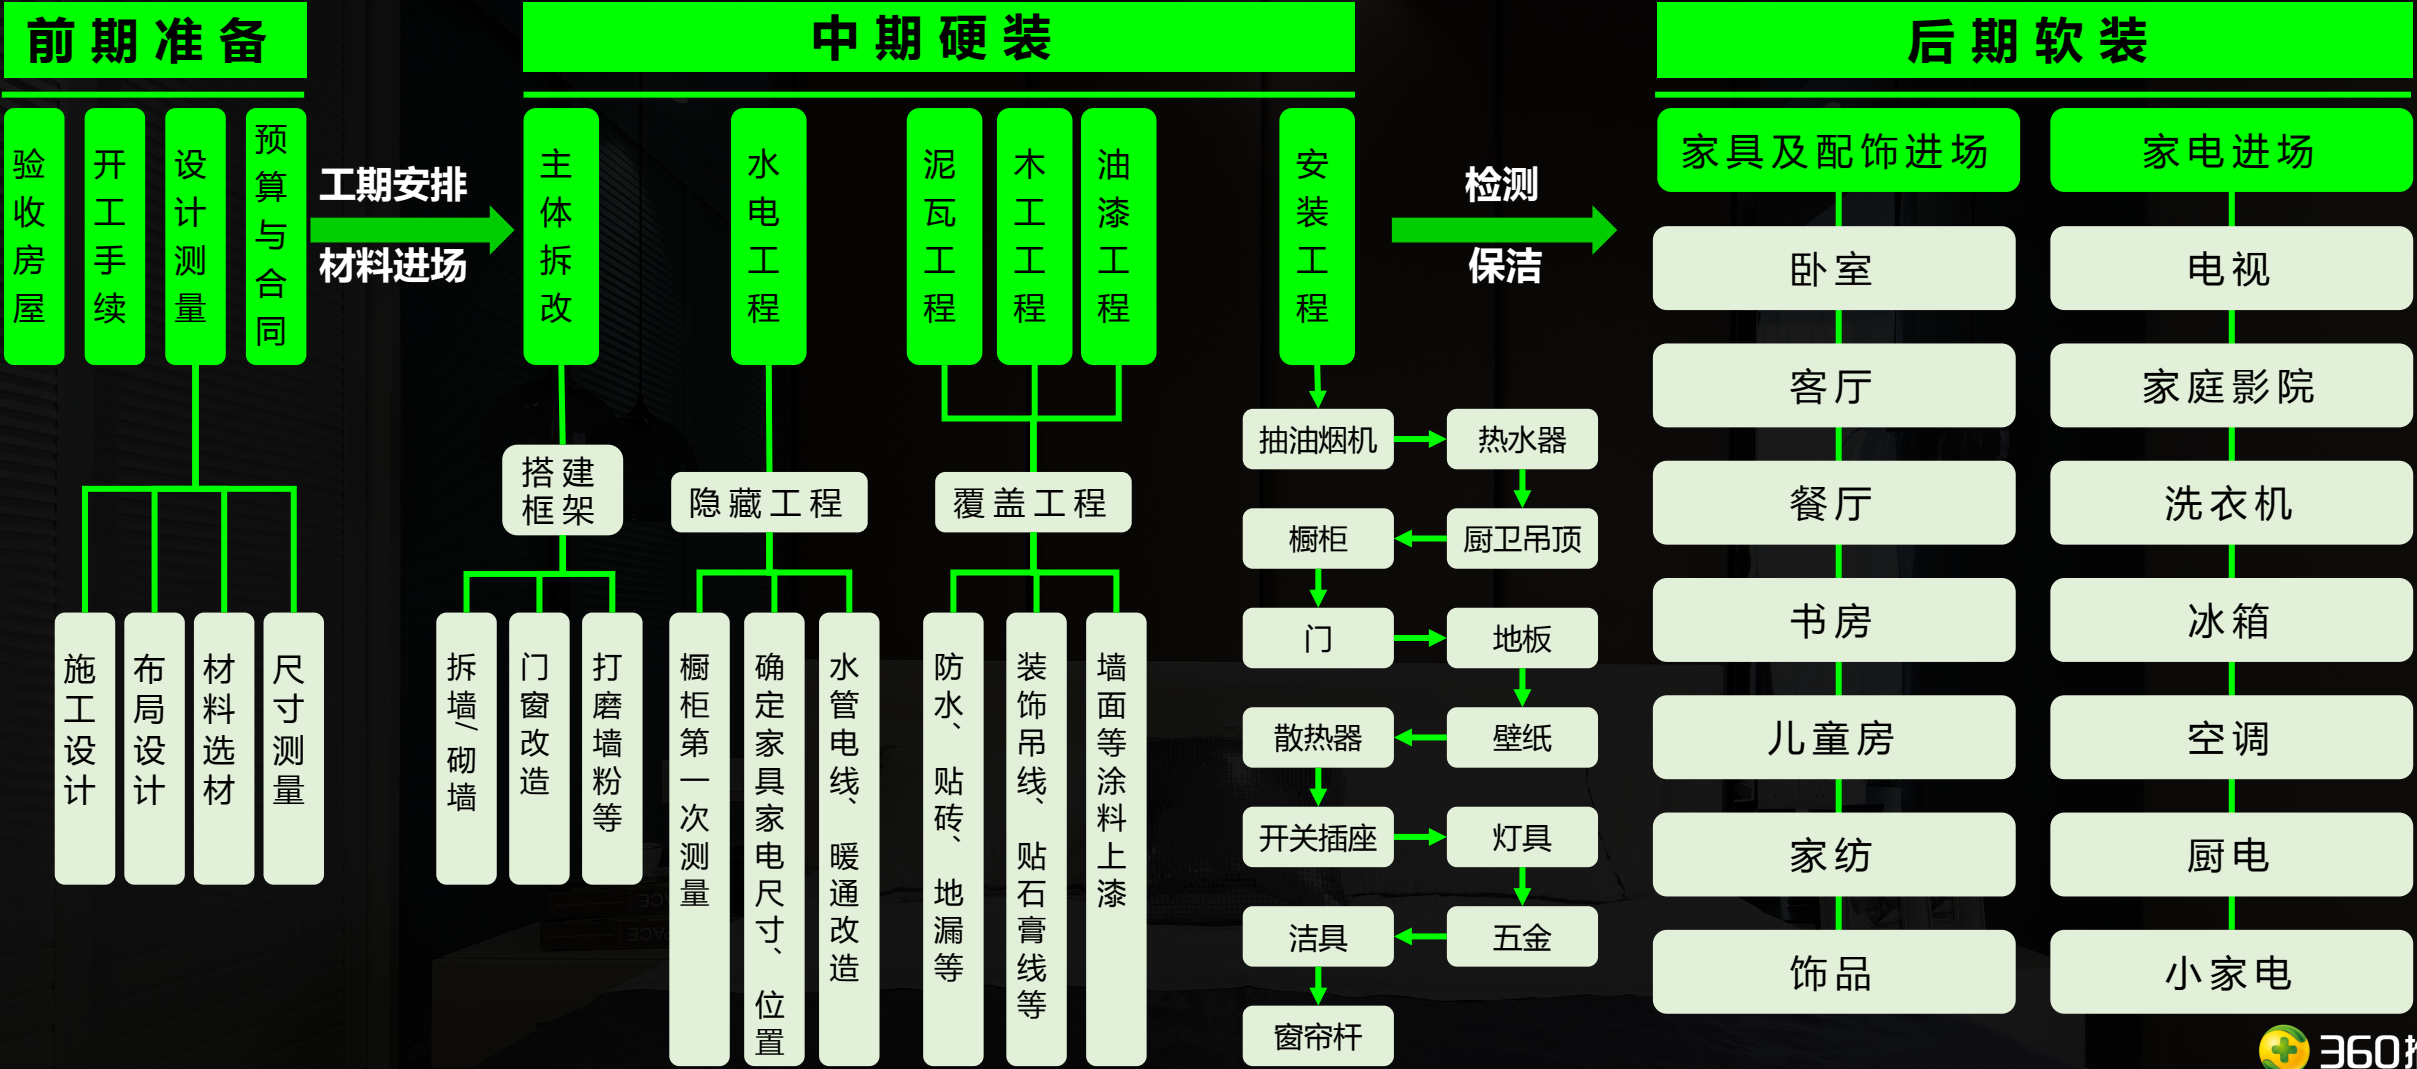 前期准备
验收房屋
开工手续
设计测量
预算与合同
施工设计
布局设计
材料选材
尺寸测量
工期安排
材料进场
中期硬装
主体拆改
水电工程
泥瓦工程
木工工程
油漆工程
安装工程
搭建
框架
隐藏工程
覆盖工程
拆墙/砌墙
门窗改造
打磨墙粉等
橱柜第一次测量
确定家具家电尺寸、位置
水管电线、暖通改造
防水、贴砖、地漏等
装饰吊线、贴石膏线等
墙面等涂料上漆
抽油烟机
热水器
厨卫吊顶
橱柜
门
地板
壁纸
散热器
开关插座
灯具
五金
洁具
窗帘杆
检测
保洁
后期软装
家具及配饰进场
卧室
客厅
餐厅
书房
儿童房
家纺
饰品
家电进场
电视
家庭影院
洗衣机
冰箱
空调
厨电
小家电
360